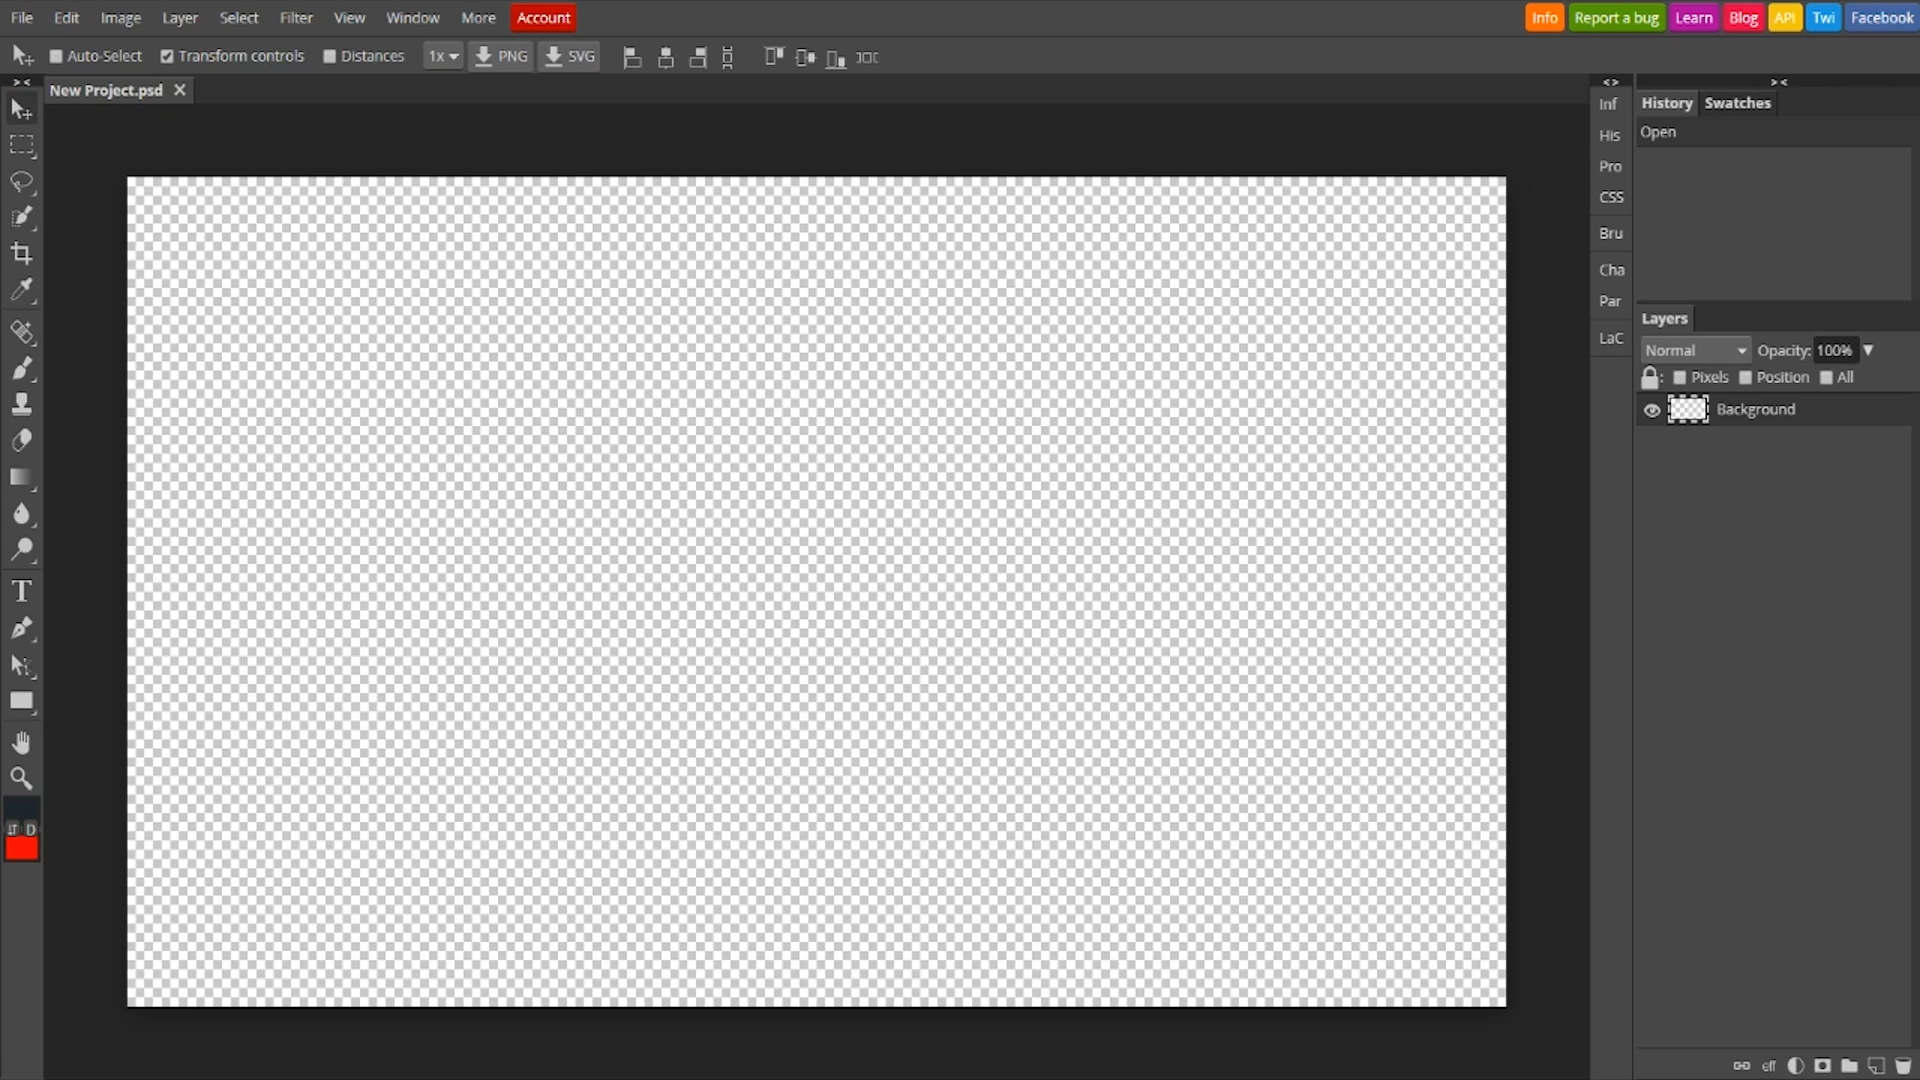 File Edit Image Layer Select Filter View Window More Account Info Report a bug Learn Blog API Twi Facebook
Auto-Select Transform controls Distances 1x PNG SVG
New Project.psd
Inf
His
Pro
CSS
Bru
Cha
Par
LaC
History Swatches
Open
Layers
Normal Opacity: 100%
Pixels Position All
Background
D
eff